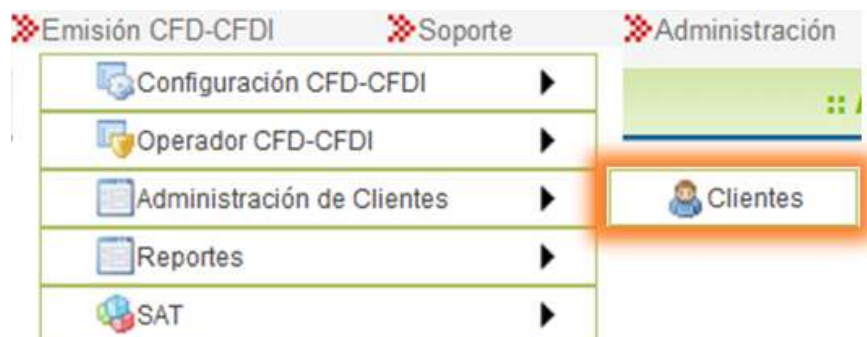 Emisión CFD-CFDI Soporte Administración
Configuración CFD-CFDI
Operador CFD-CFDI
Administración de Clientes Clientes
Reportes
SAT